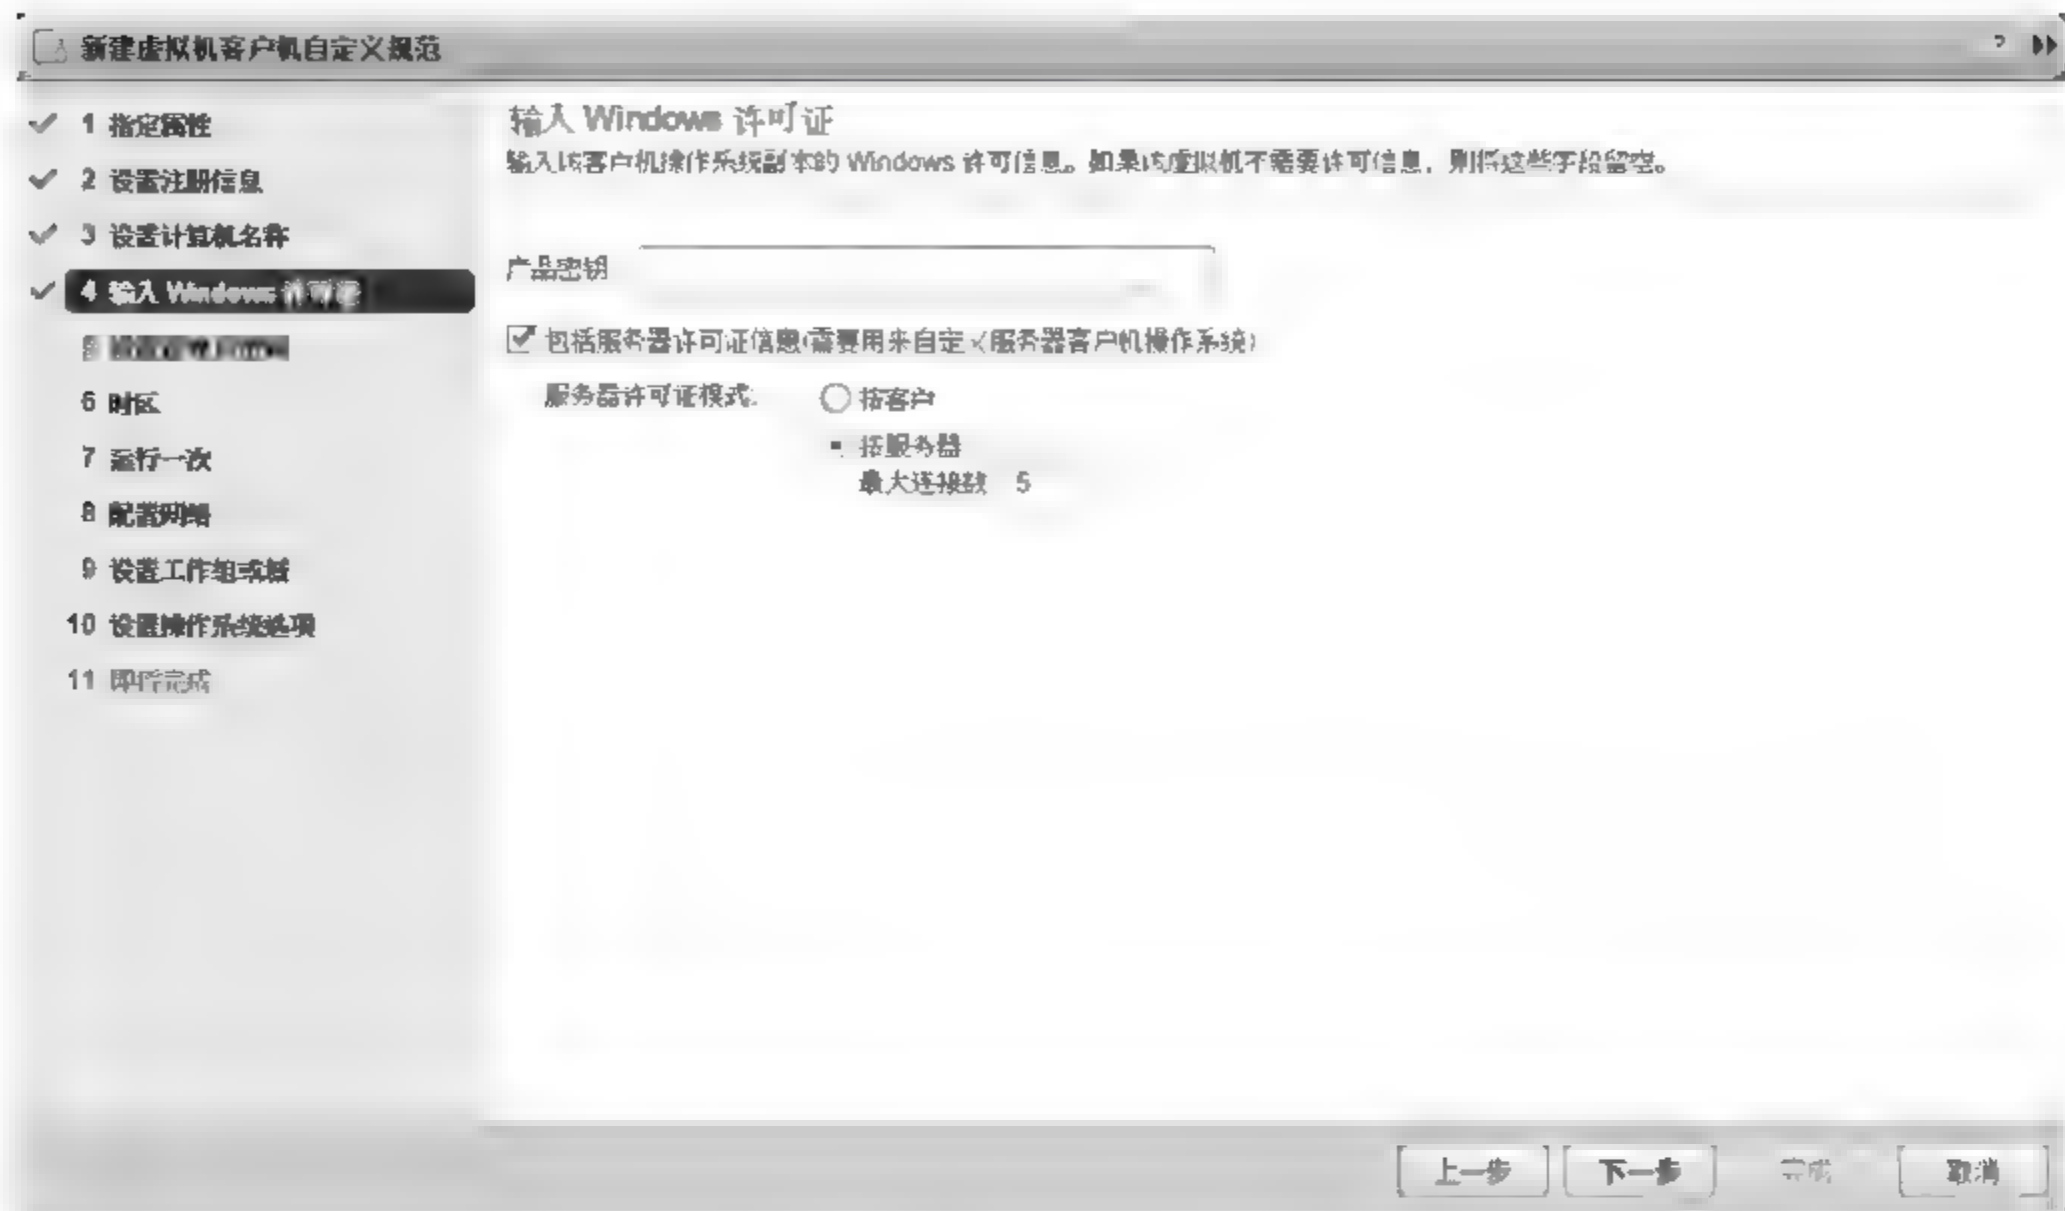 新建虚拟机客户机自定义规范
?
1 指定属性
2 设置注册信息
3 设置计算机名称
4 输入 Windows 许可证
5
6 时区
7 运行一次
8 配置网络
9 设置工作组或域
10 设置操作系统选项
11 即将完成
输入 Windows 许可证
输入该客户机操作系统副本的 Windows 许可信息。如果该虚拟机不需要许可信息，则将这些字段留空。
产品密钥
包括服务器许可证信息(需要用来自定义服务器客户机操作系统)
服务器许可证模式:
按客户
按服务器
最大连接数 5
上一步
下一步
完成
取消